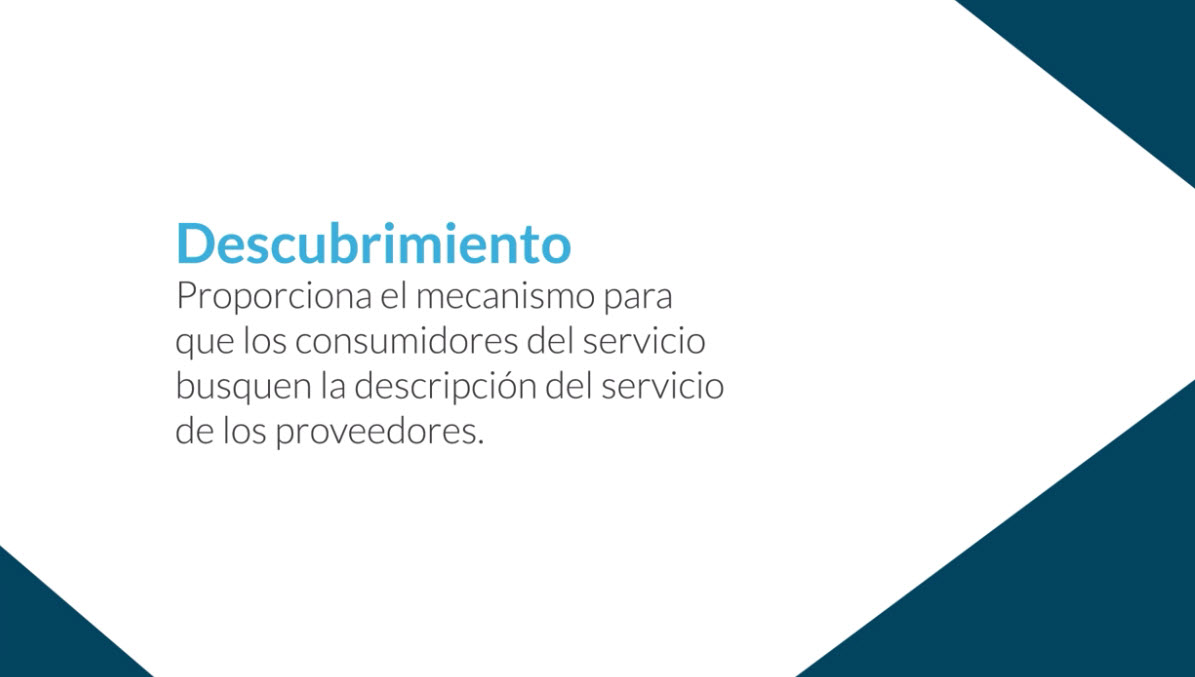 Descubrimiento
Proporciona el mecanismo para
que los consumidores del servicio
busquen la descripción del servicio
de los proveedores.